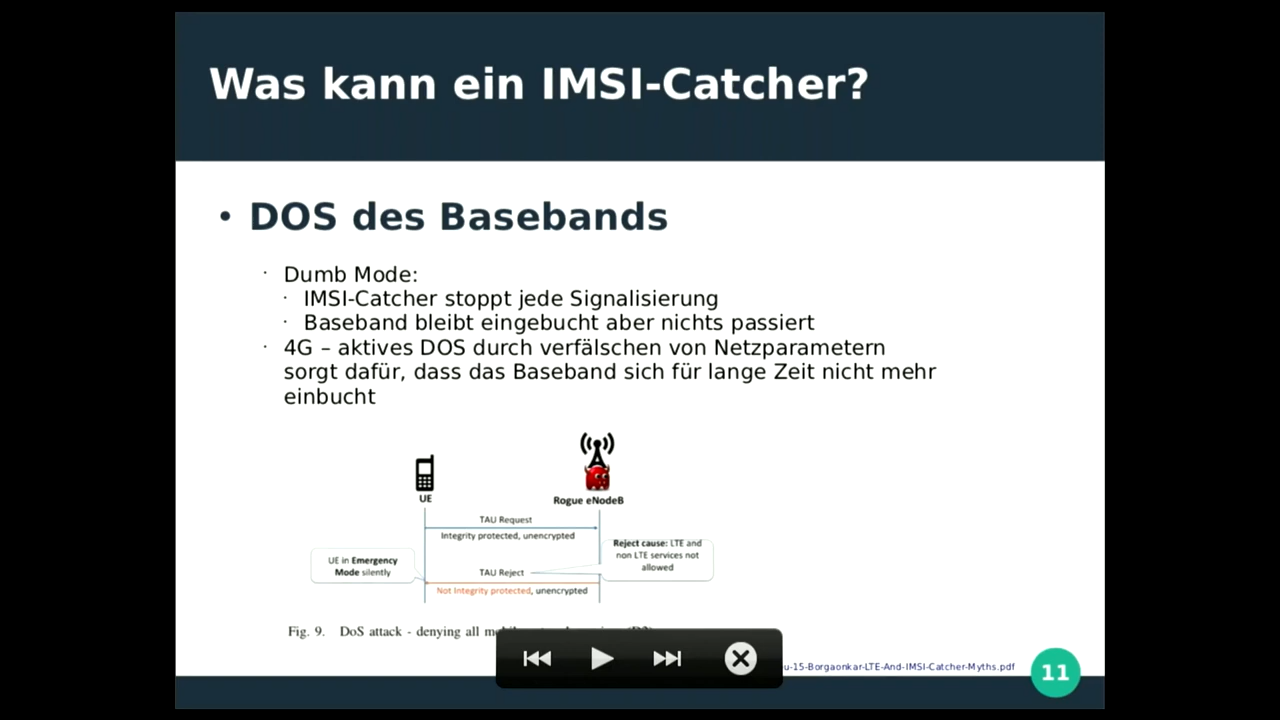 Was kann ein IMSI-Catcher?
• DOS des Basebands
· Dumb Mode:
· IMSI-Catcher stoppt jede Signalisierung
· Baseband bleibt eingebucht aber nichts passiert
· 4G – aktives DOS durch verfälschen von Netzparametern
sorgt dafür, dass das Baseband sich für lange Zeit nicht mehr
einbucht
UE
Rogue eNodeB
TAU Request
Integrity protected, unencrypted
Reject cause: LTE and
non LTE services not
allowed
UE in Emergency
Mode silently
TAU Reject
Not Integrity protected, unencrypted
Fig. 9. DoS attack - denying all
u-15-Borgaonkar-LTE-And-IMSI-Catcher-Myths.pdf
11